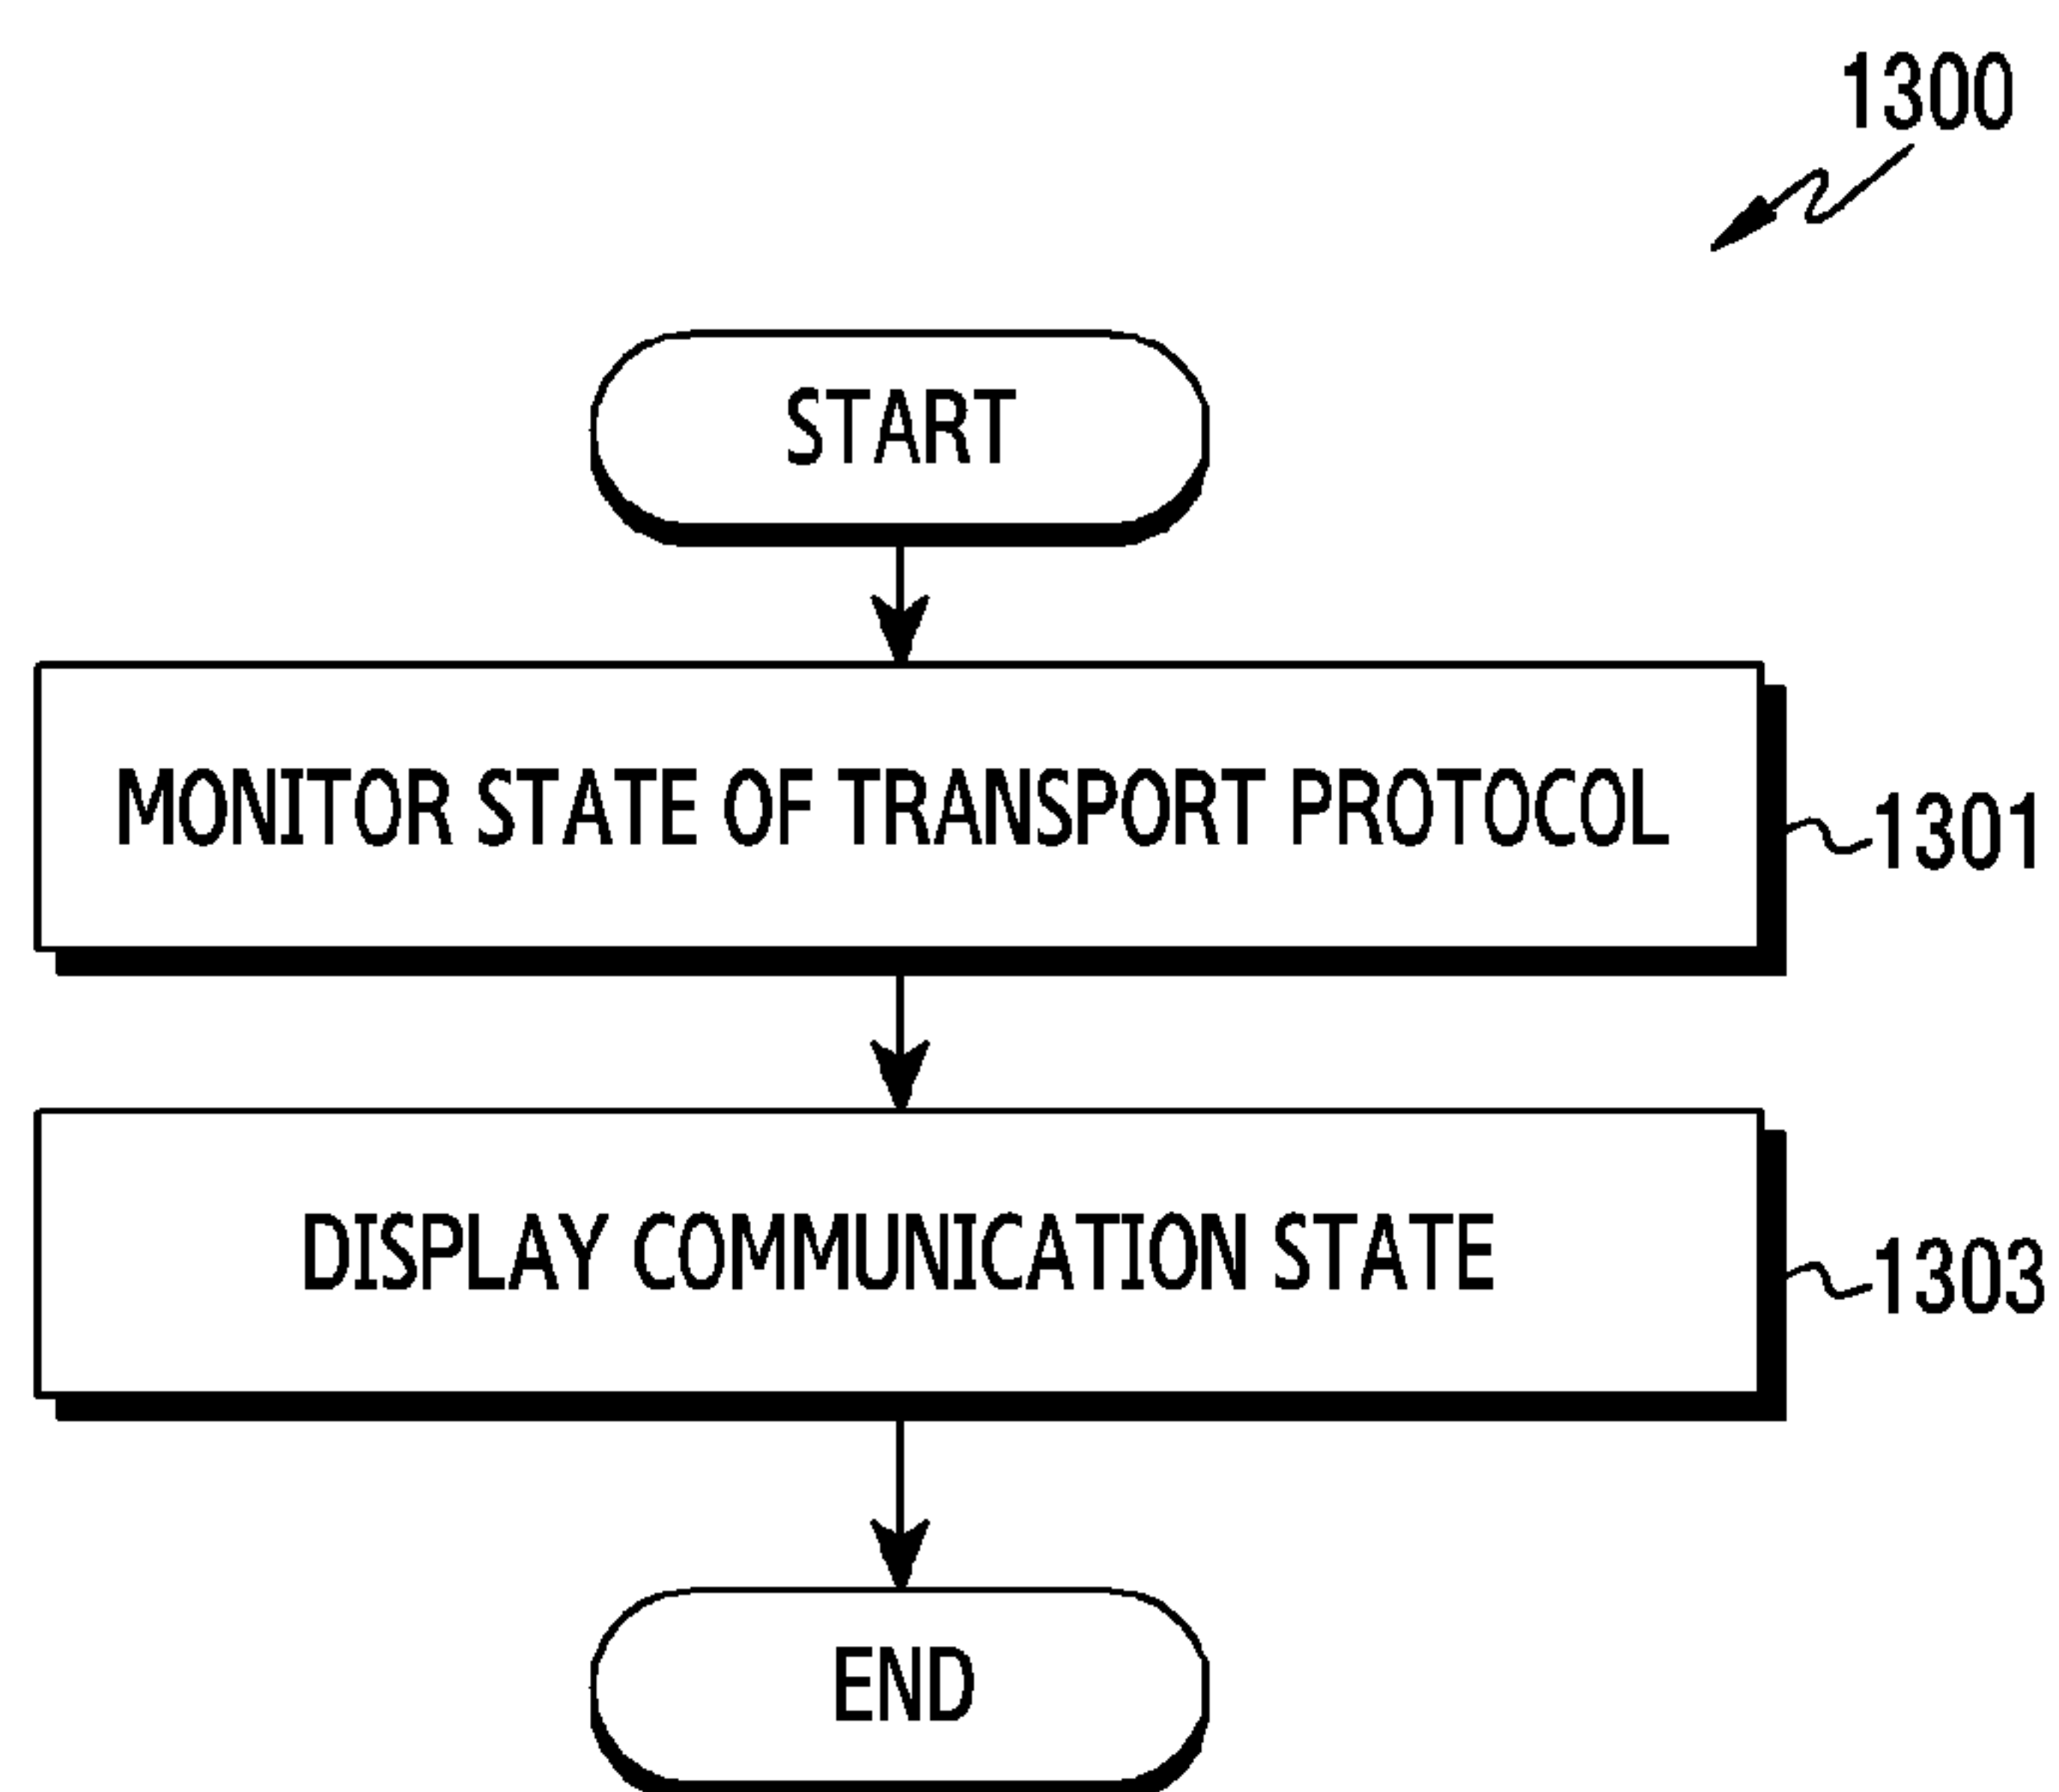 1300
START
MONITOR STATE OF TRANSPORT PROTOCOL
1301
DISPLAY COMMUNICATION STATE
1303
END